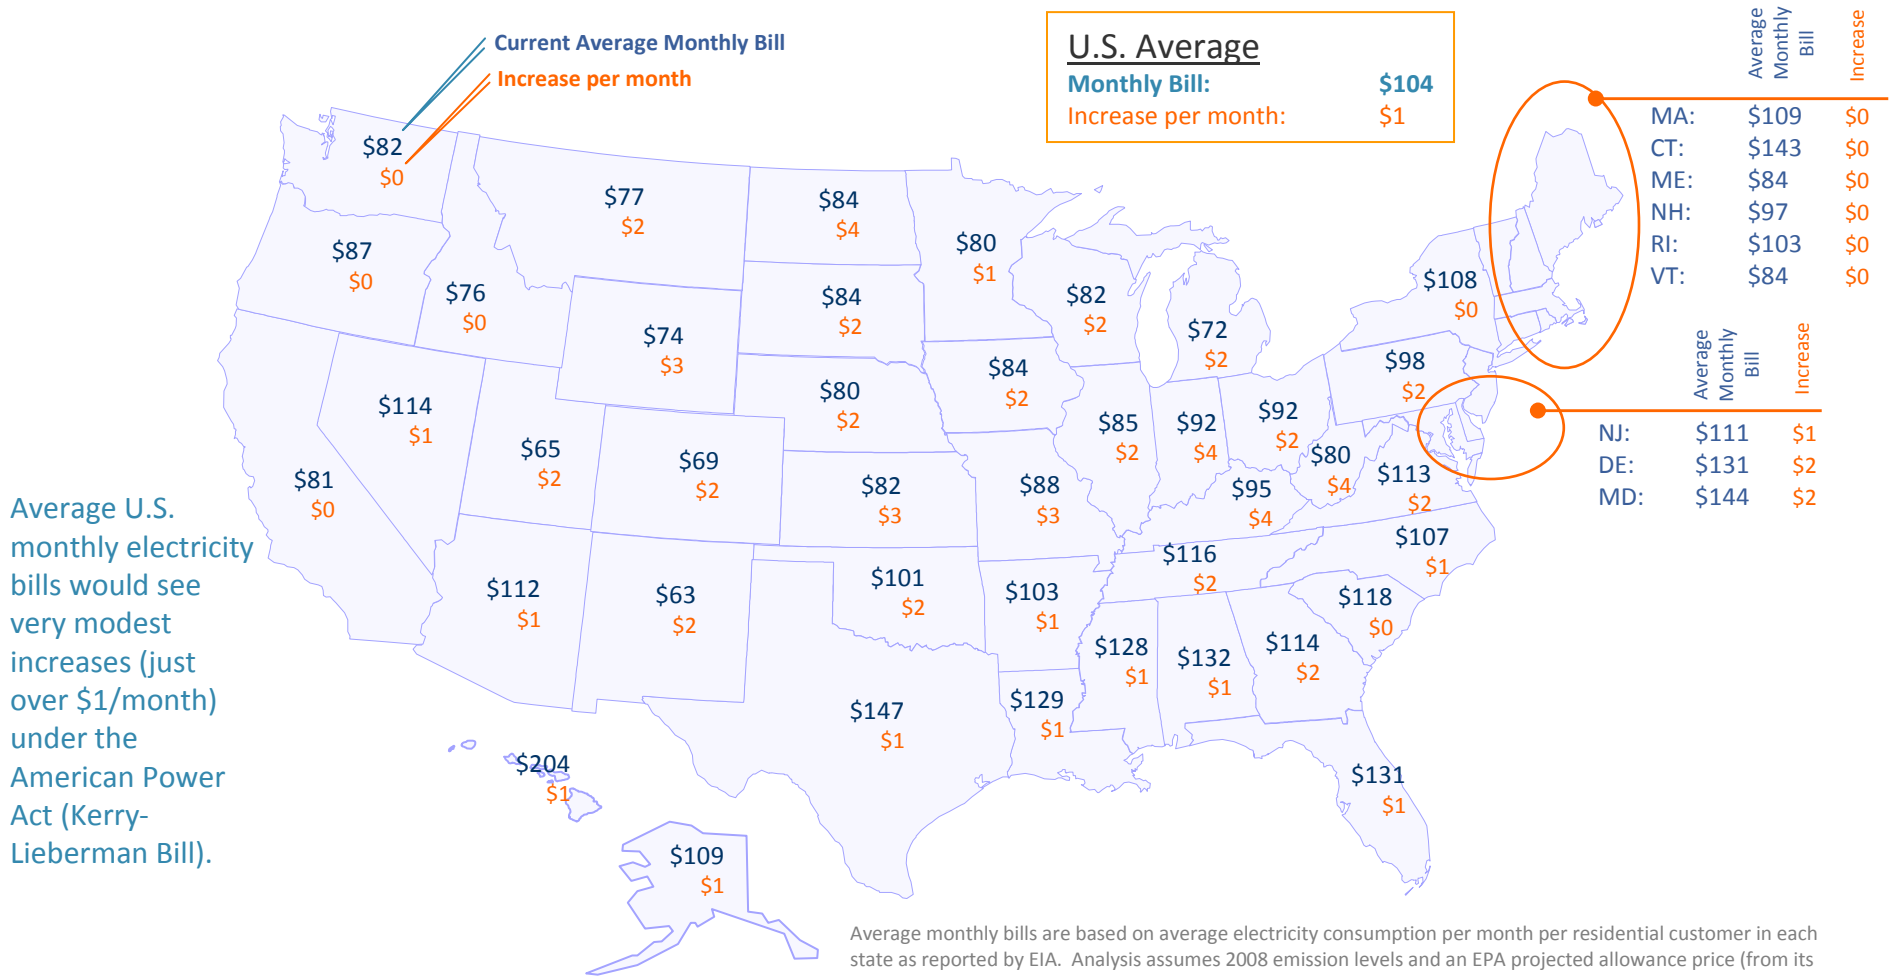 Current Average Monthly Bill
Increase per month
U.S. Average
Monthly Bill: $104
Increase per month: $1
Average Monthly Bill Increase
MA: $109 $0
CT: $143 $0
ME: $84 $0
NH: $97 $0
RI: $103 $0
VT: $84 $0
Average Monthly Bill Increase
NJ: $111 $1
DE: $131 $2
MD: $144 $2
$82
$0
$77
$2
$84
$4
$80
$1
$87
$0
$76
$0
$74
$3
$84
$2
$82
$2
$72
$2
$108
$0
$98
$2
$114
$1
$65
$2
$69
$2
$80
$2
$84
$2
$85
$2
$92
$4
$92
$2
$80
$4
$113
$2
$81
$0
$82
$3
$88
$3
$95
$4
$107
$1
$112
$1
$63
$2
$101
$2
$103
$1
$116
$2
$118
$0
$128
$1
$132
$1
$114
$2
$147
$1
$129
$1
$131
$1
$204
$1
$109
$1
Average U.S.
monthly electricity
bills would see
very modest
increases (just
over $1/month)
under the
American Power
Act (Kerry-
Lieberman Bill).
Average monthly bills are based on average electricity consumption per month per residential customer in each
state as reported by EIA. Analysis assumes 2008 emission levels and an EPA projected allowance price (from its